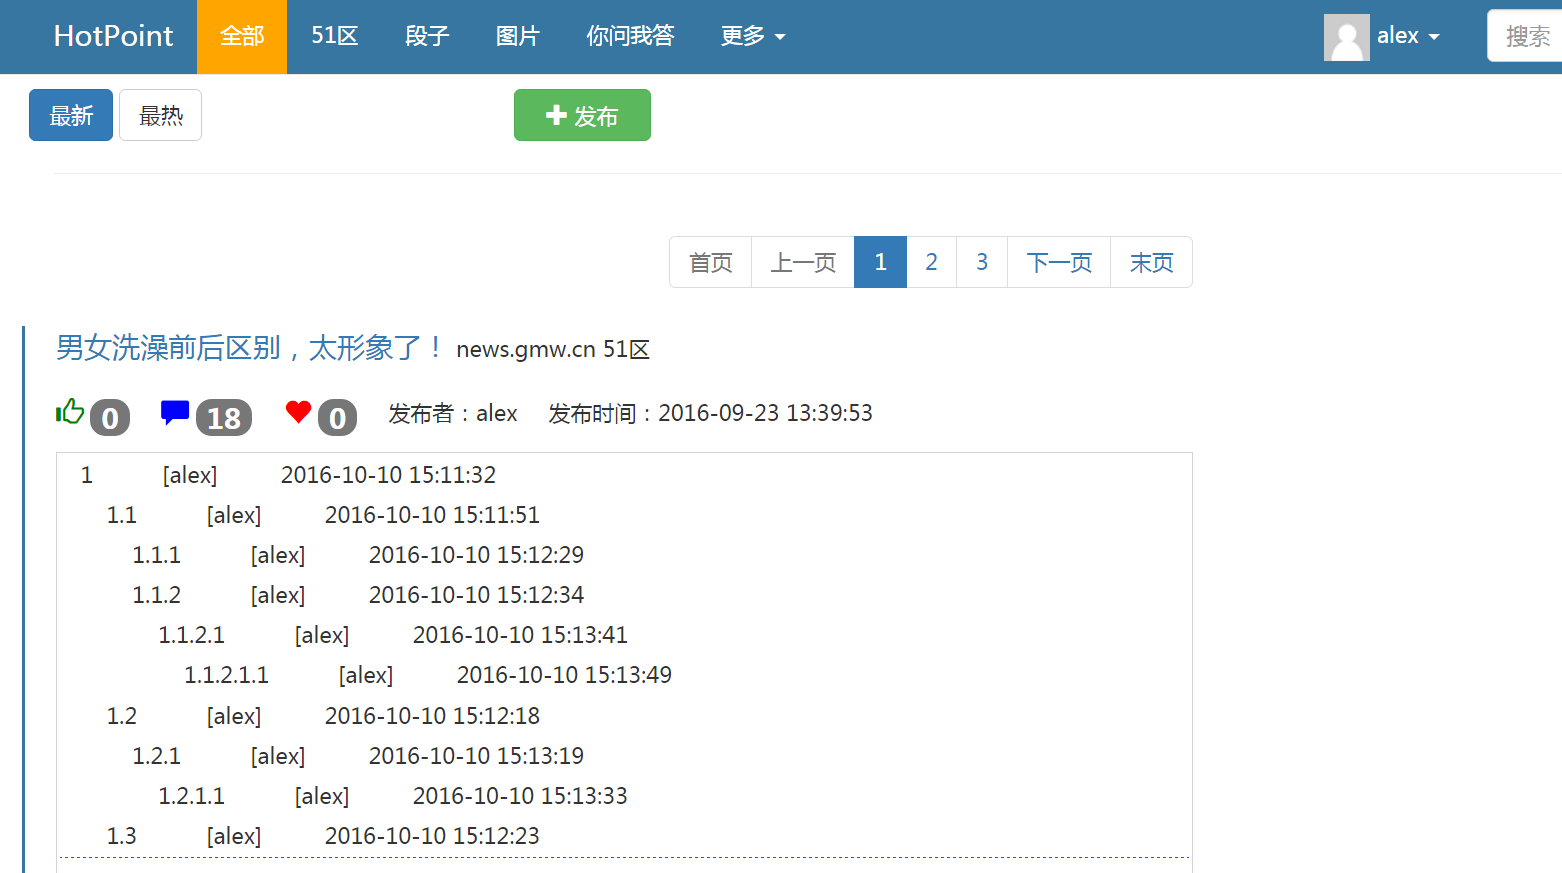 HotPoint 全部 51区 段子 图片 你问我答 更多 alex 搜索
最新 最热 发布
首页 上一页 1 2 3 下一页 末页
男女洗澡前后区别，太形象了！ news.gmw.cn 51区
0 18 0 发布者：alex 发布时间：2016-09-23 13:39:53
1 [alex] 2016-10-10 15:11:32
1.1 [alex] 2016-10-10 15:11:51
1.1.1 [alex] 2016-10-10 15:12:29
1.1.2 [alex] 2016-10-10 15:12:34
1.1.2.1 [alex] 2016-10-10 15:13:41
1.1.2.1.1 [alex] 2016-10-10 15:13:49
1.2 [alex] 2016-10-10 15:12:18
1.2.1 [alex] 2016-10-10 15:13:19
1.2.1.1 [alex] 2016-10-10 15:13:33
1.3 [alex] 2016-10-10 15:12:23